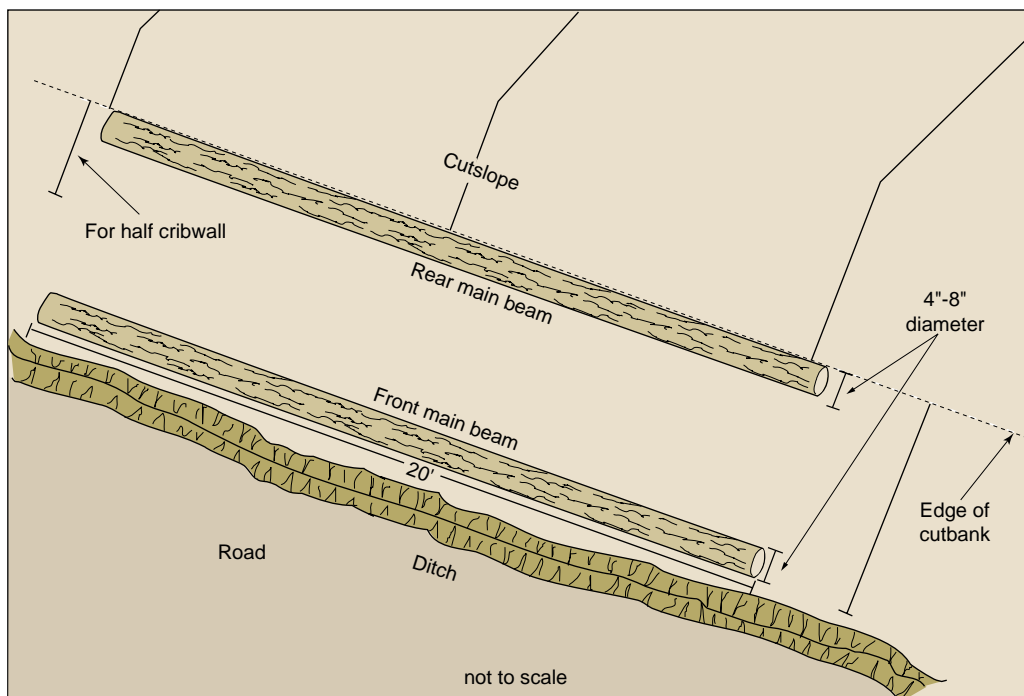 Cutslope
For half cribwall
Rear main beam
4"-8"
diameter
Front main beam
20'
Edge of
cutbank
Road
Ditch
not to scale